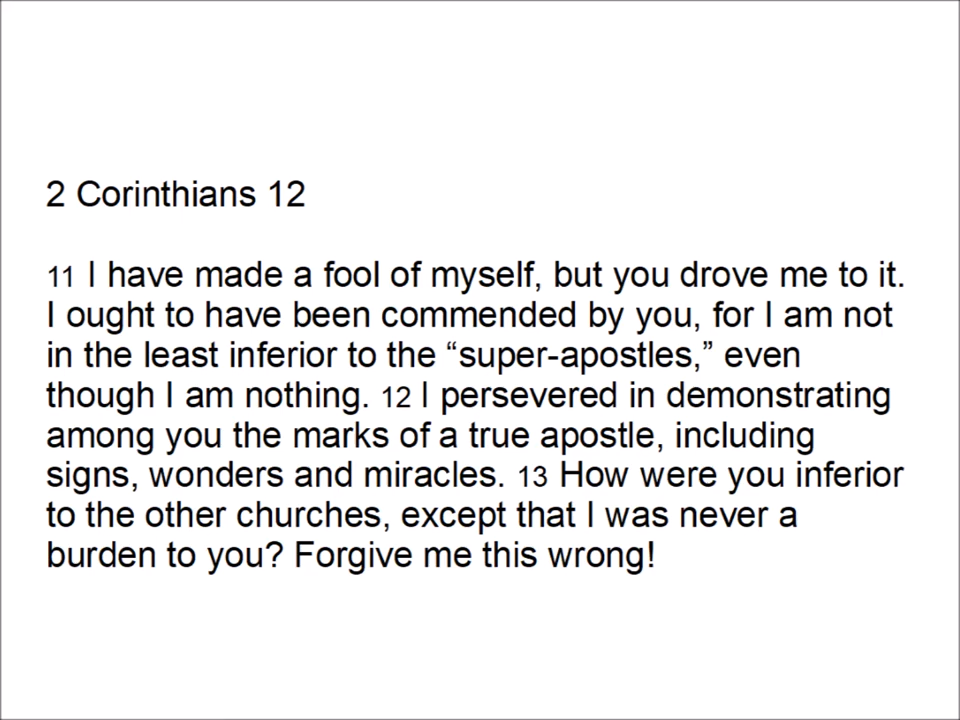 2 Corinthians 12
11 I have made a fool of myself, but you drove me to it.
I ought to have been commended by you, for I am not
in the least inferior to the “super-apostles,” even
though I am nothing. 12 I persevered in demonstrating
among you the marks of a true apostle, including
signs, wonders and miracles. 13 How were you inferior
to the other churches, except that I was never a
burden to you? Forgive me this wrong!